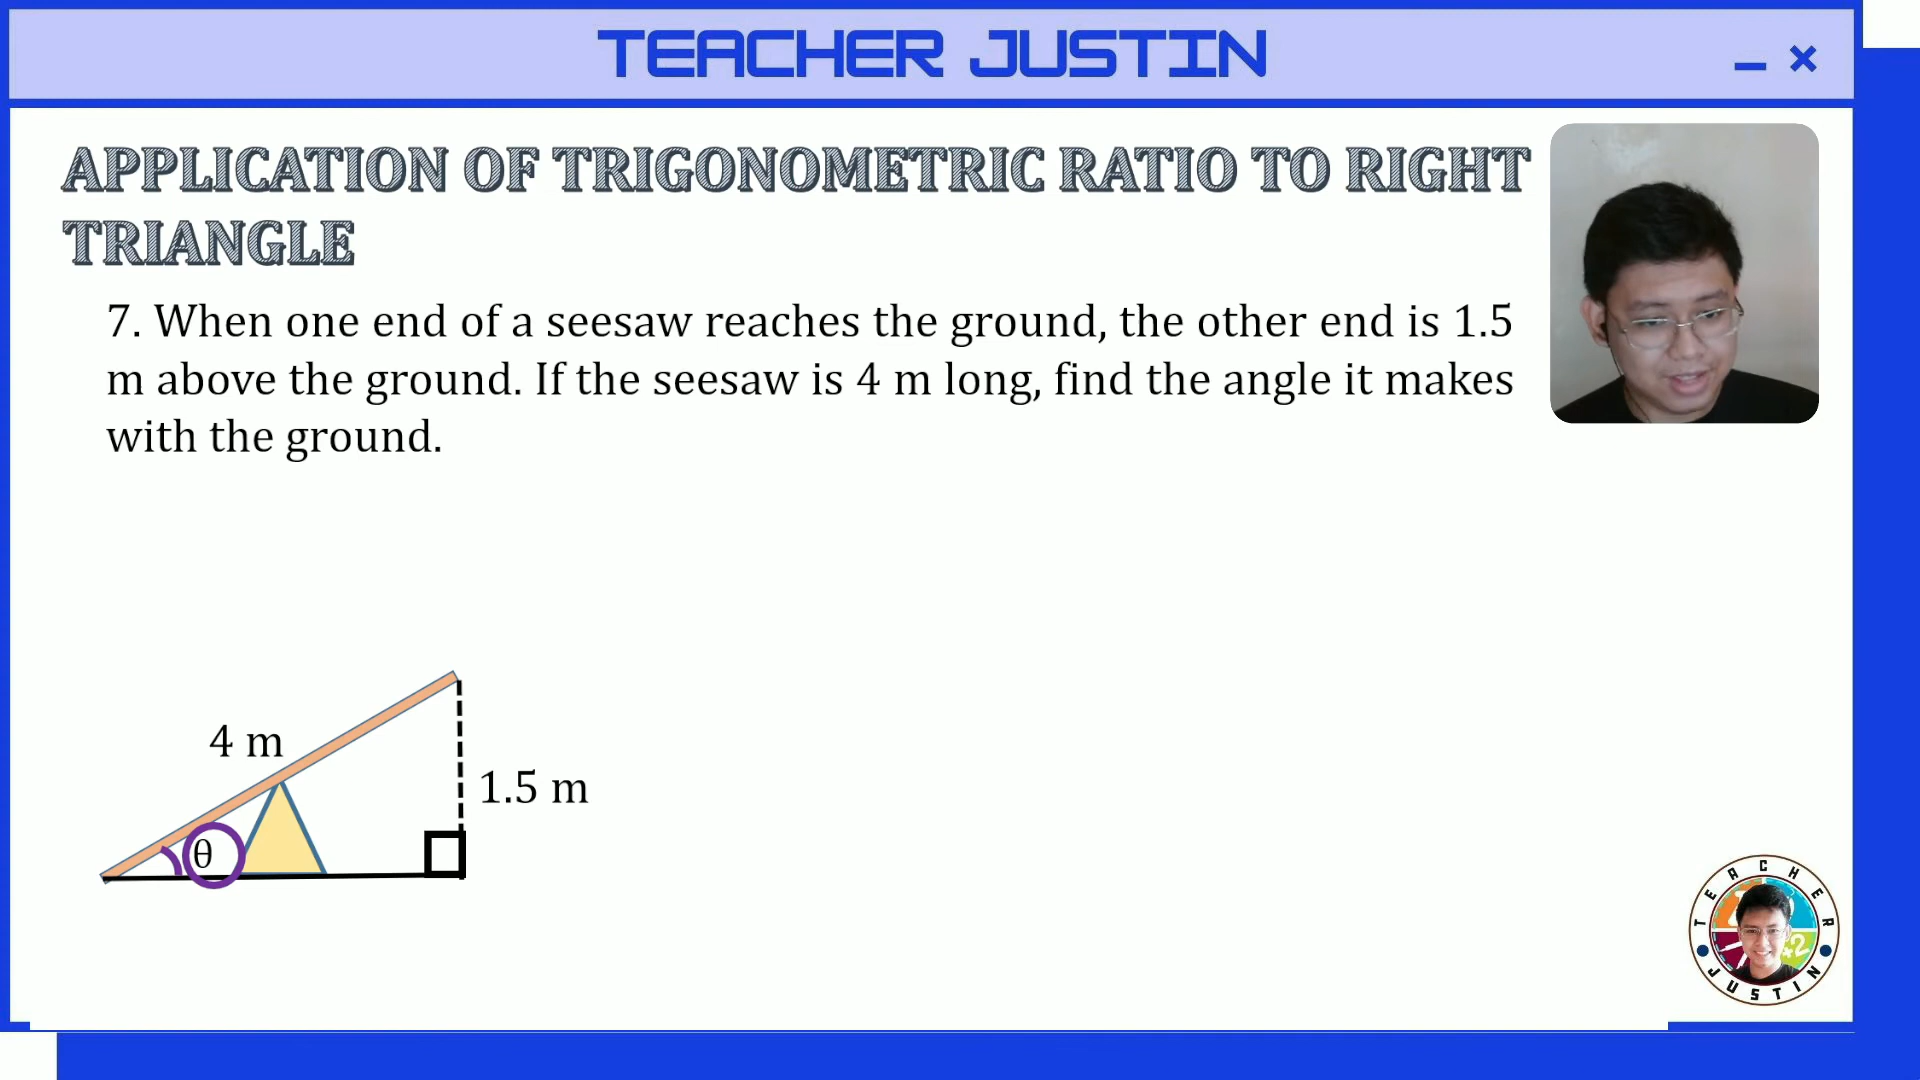 TEACHER JUSTIN
APPLICATION OF TRIGONOMETRIC RATIO TO RIGHT
TRIANGLE
7. When one end of a seesaw reaches the ground, the other end is 1.5
m above the ground. If the seesaw is 4 m long, find the angle it makes
with the ground.
4 m
1.5 m
θ
TEACHER
JUSTIN